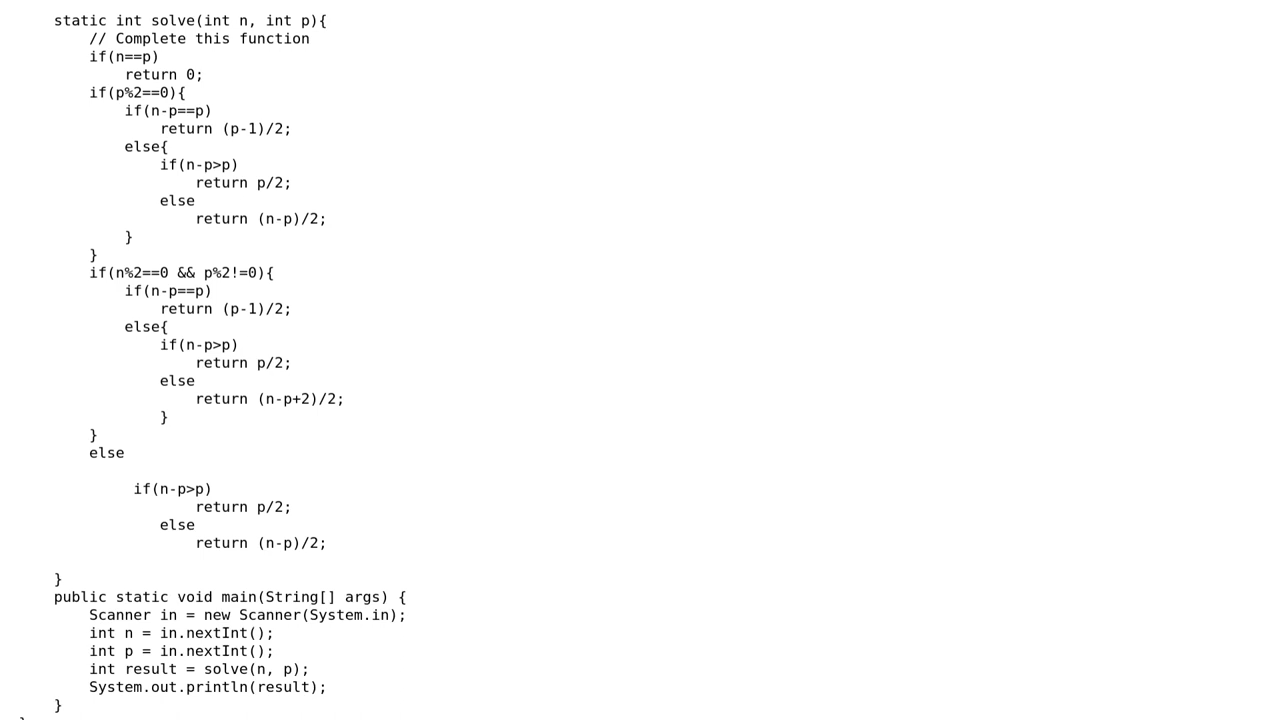 static int solve(int n, int p){
// Complete this function
if(n==p)
return 0;
if(p%2==0){
if(n-p==p)
return (p-1)/2;
else{
if(n-p>p)
return p/2;
else
return (n-p)/2;
}
}
if(n%2==0 && p%2!=0){
if(n-p==p)
return (p-1)/2;
else{
if(n-p>p)
return p/2;
else
return (n-p+2)/2;
}
}
else
if(n-p>p)
return p/2;
else
return (n-p)/2;
}
public static void main(String[] args) {
Scanner in = new Scanner(System.in);
int n = in.nextInt();
int p = in.nextInt();
int result = solve(n, p);
System.out.println(result);
}